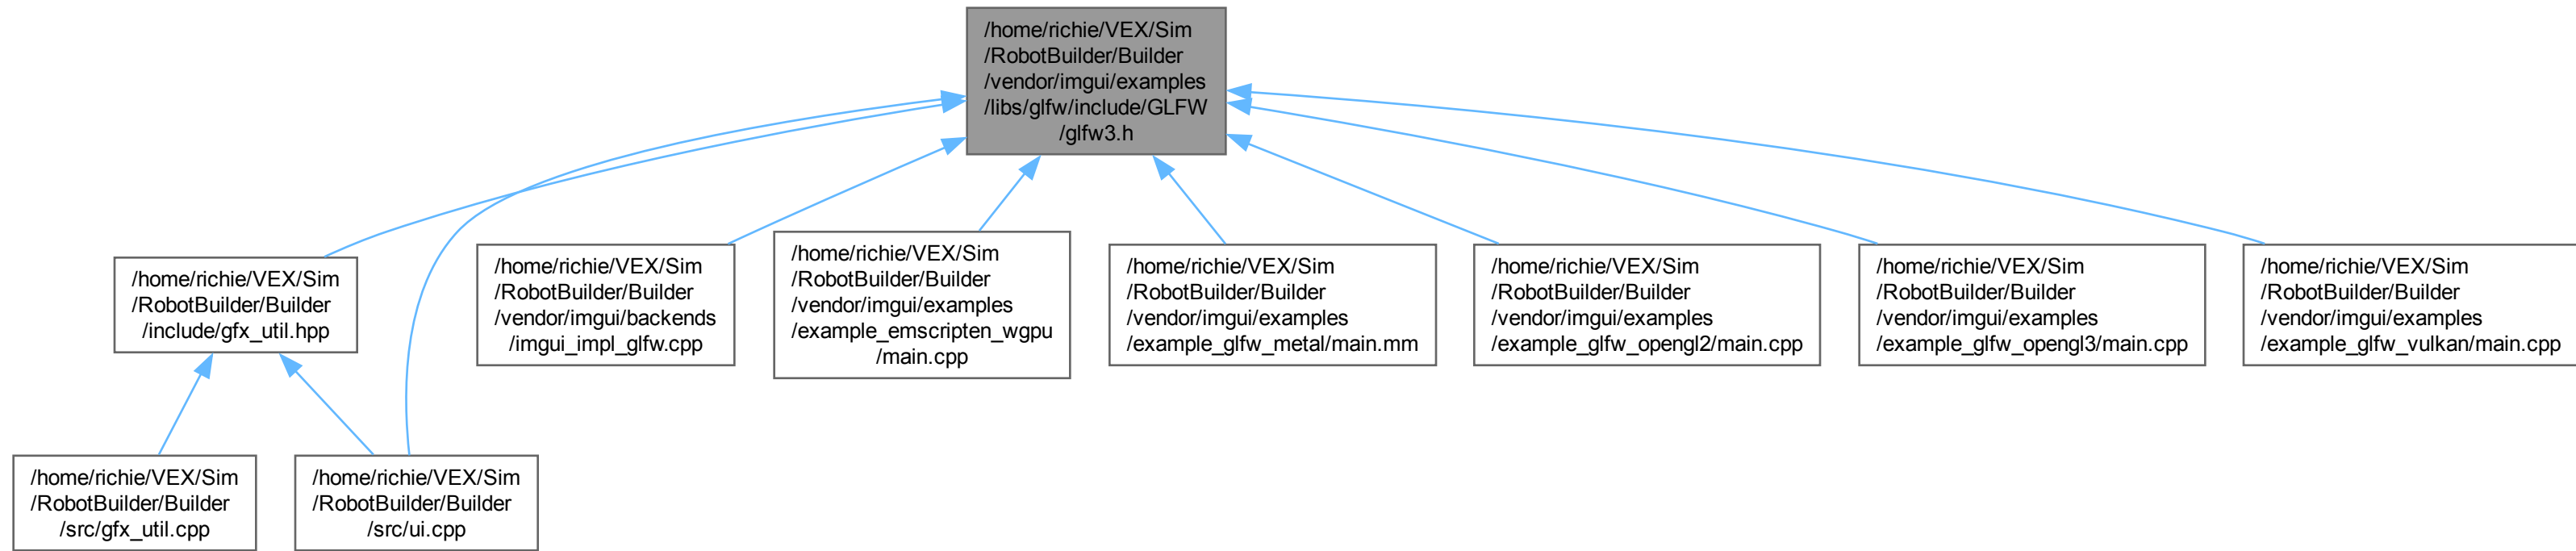 /home/richie/VEX/Sim
/RobotBuilder/Builder
/vendor/imgui/examples
/libs/glfw/include/GLFW
/glfw3.h
/home/richie/VEX/Sim
/RobotBuilder/Builder
/include/gfx_util.hpp
/home/richie/VEX/Sim
/RobotBuilder/Builder
/vendor/imgui/backends
/imgui_impl_glfw.cpp
/home/richie/VEX/Sim
/RobotBuilder/Builder
/vendor/imgui/examples
/example_emscripten_wgpu
/main.cpp
/home/richie/VEX/Sim
/RobotBuilder/Builder
/vendor/imgui/examples
/example_glfw_metal/main.mm
/home/richie/VEX/Sim
/RobotBuilder/Builder
/vendor/imgui/examples
/example_glfw_opengl2/main.cpp
/home/richie/VEX/Sim
/RobotBuilder/Builder
/vendor/imgui/examples
/example_glfw_opengl3/main.cpp
/home/richie/VEX/Sim
/RobotBuilder/Builder
/vendor/imgui/examples
/example_glfw_vulkan/main.cpp
/home/richie/VEX/Sim
/RobotBuilder/Builder
/src/gfx_util.cpp
/home/richie/VEX/Sim
/RobotBuilder/Builder
/src/ui.cpp